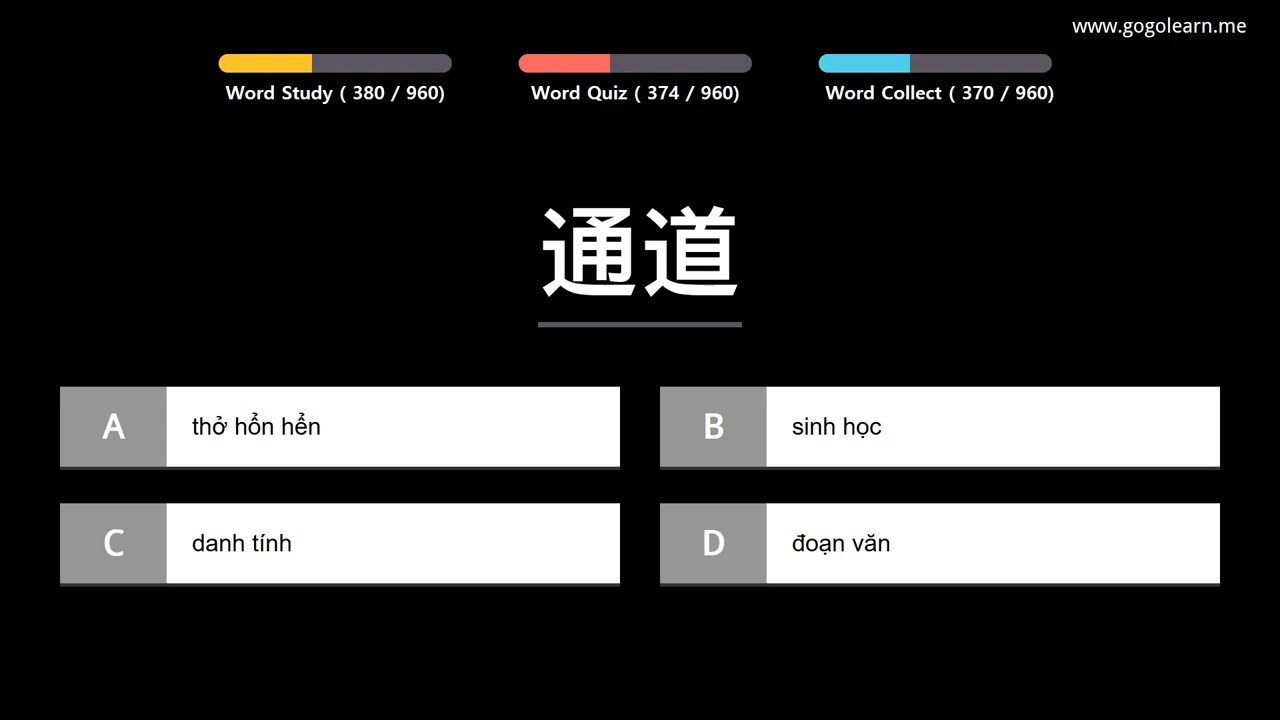 www.gogolearn.me
Word Study ( 380 / 960)
Word Quiz ( 374 / 960)
Word Collect ( 370 / 960)
通道
A thở hổn hển
B sinh học
C danh tính
D đoạn văn